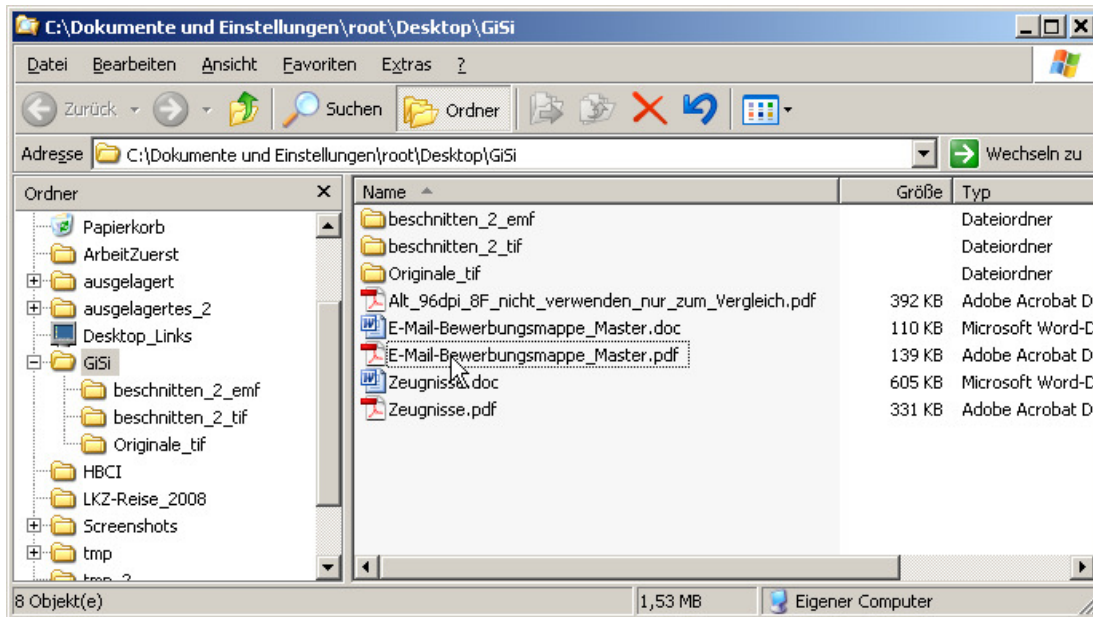 C:\Dokumente und Einstellungen\root\Desktop\GiSi
Datei Bearbeiten Ansicht Favoriten Extras ?
Zurück Suchen Ordner
Adresse C:\Dokumente und Einstellungen\root\Desktop\GiSi Wechseln zu
Ordner
Papierkorb
ArbeitZuerst
ausgelagert
ausgelagertes_2
Desktop_Links
GiSi
beschnitten_2_emf
beschnitten_2_tif
Originale_tif
HBCI
LKZ-Reise_2008
Screenshots
tmp
tmp_2
Name Größe Typ
beschnitten_2_emf Dateiordner
beschnitten_2_tif Dateiordner
Originale_tif Dateiordner
Alt_96dpi_8F_nicht_verwenden_nur_zum_Vergleich.pdf 392 KB Adobe Acrobat D
E-Mail-Bewerbungsmappe_Master.doc 110 KB Microsoft Word-D
E-Mail-Bewerbungsmappe_Master.pdf 139 KB Adobe Acrobat D
Zeugnisse.doc 605 KB Microsoft Word-D
Zeugnisse.pdf 331 KB Adobe Acrobat D
8 Objekt(e) 1,53 MB Eigener Computer